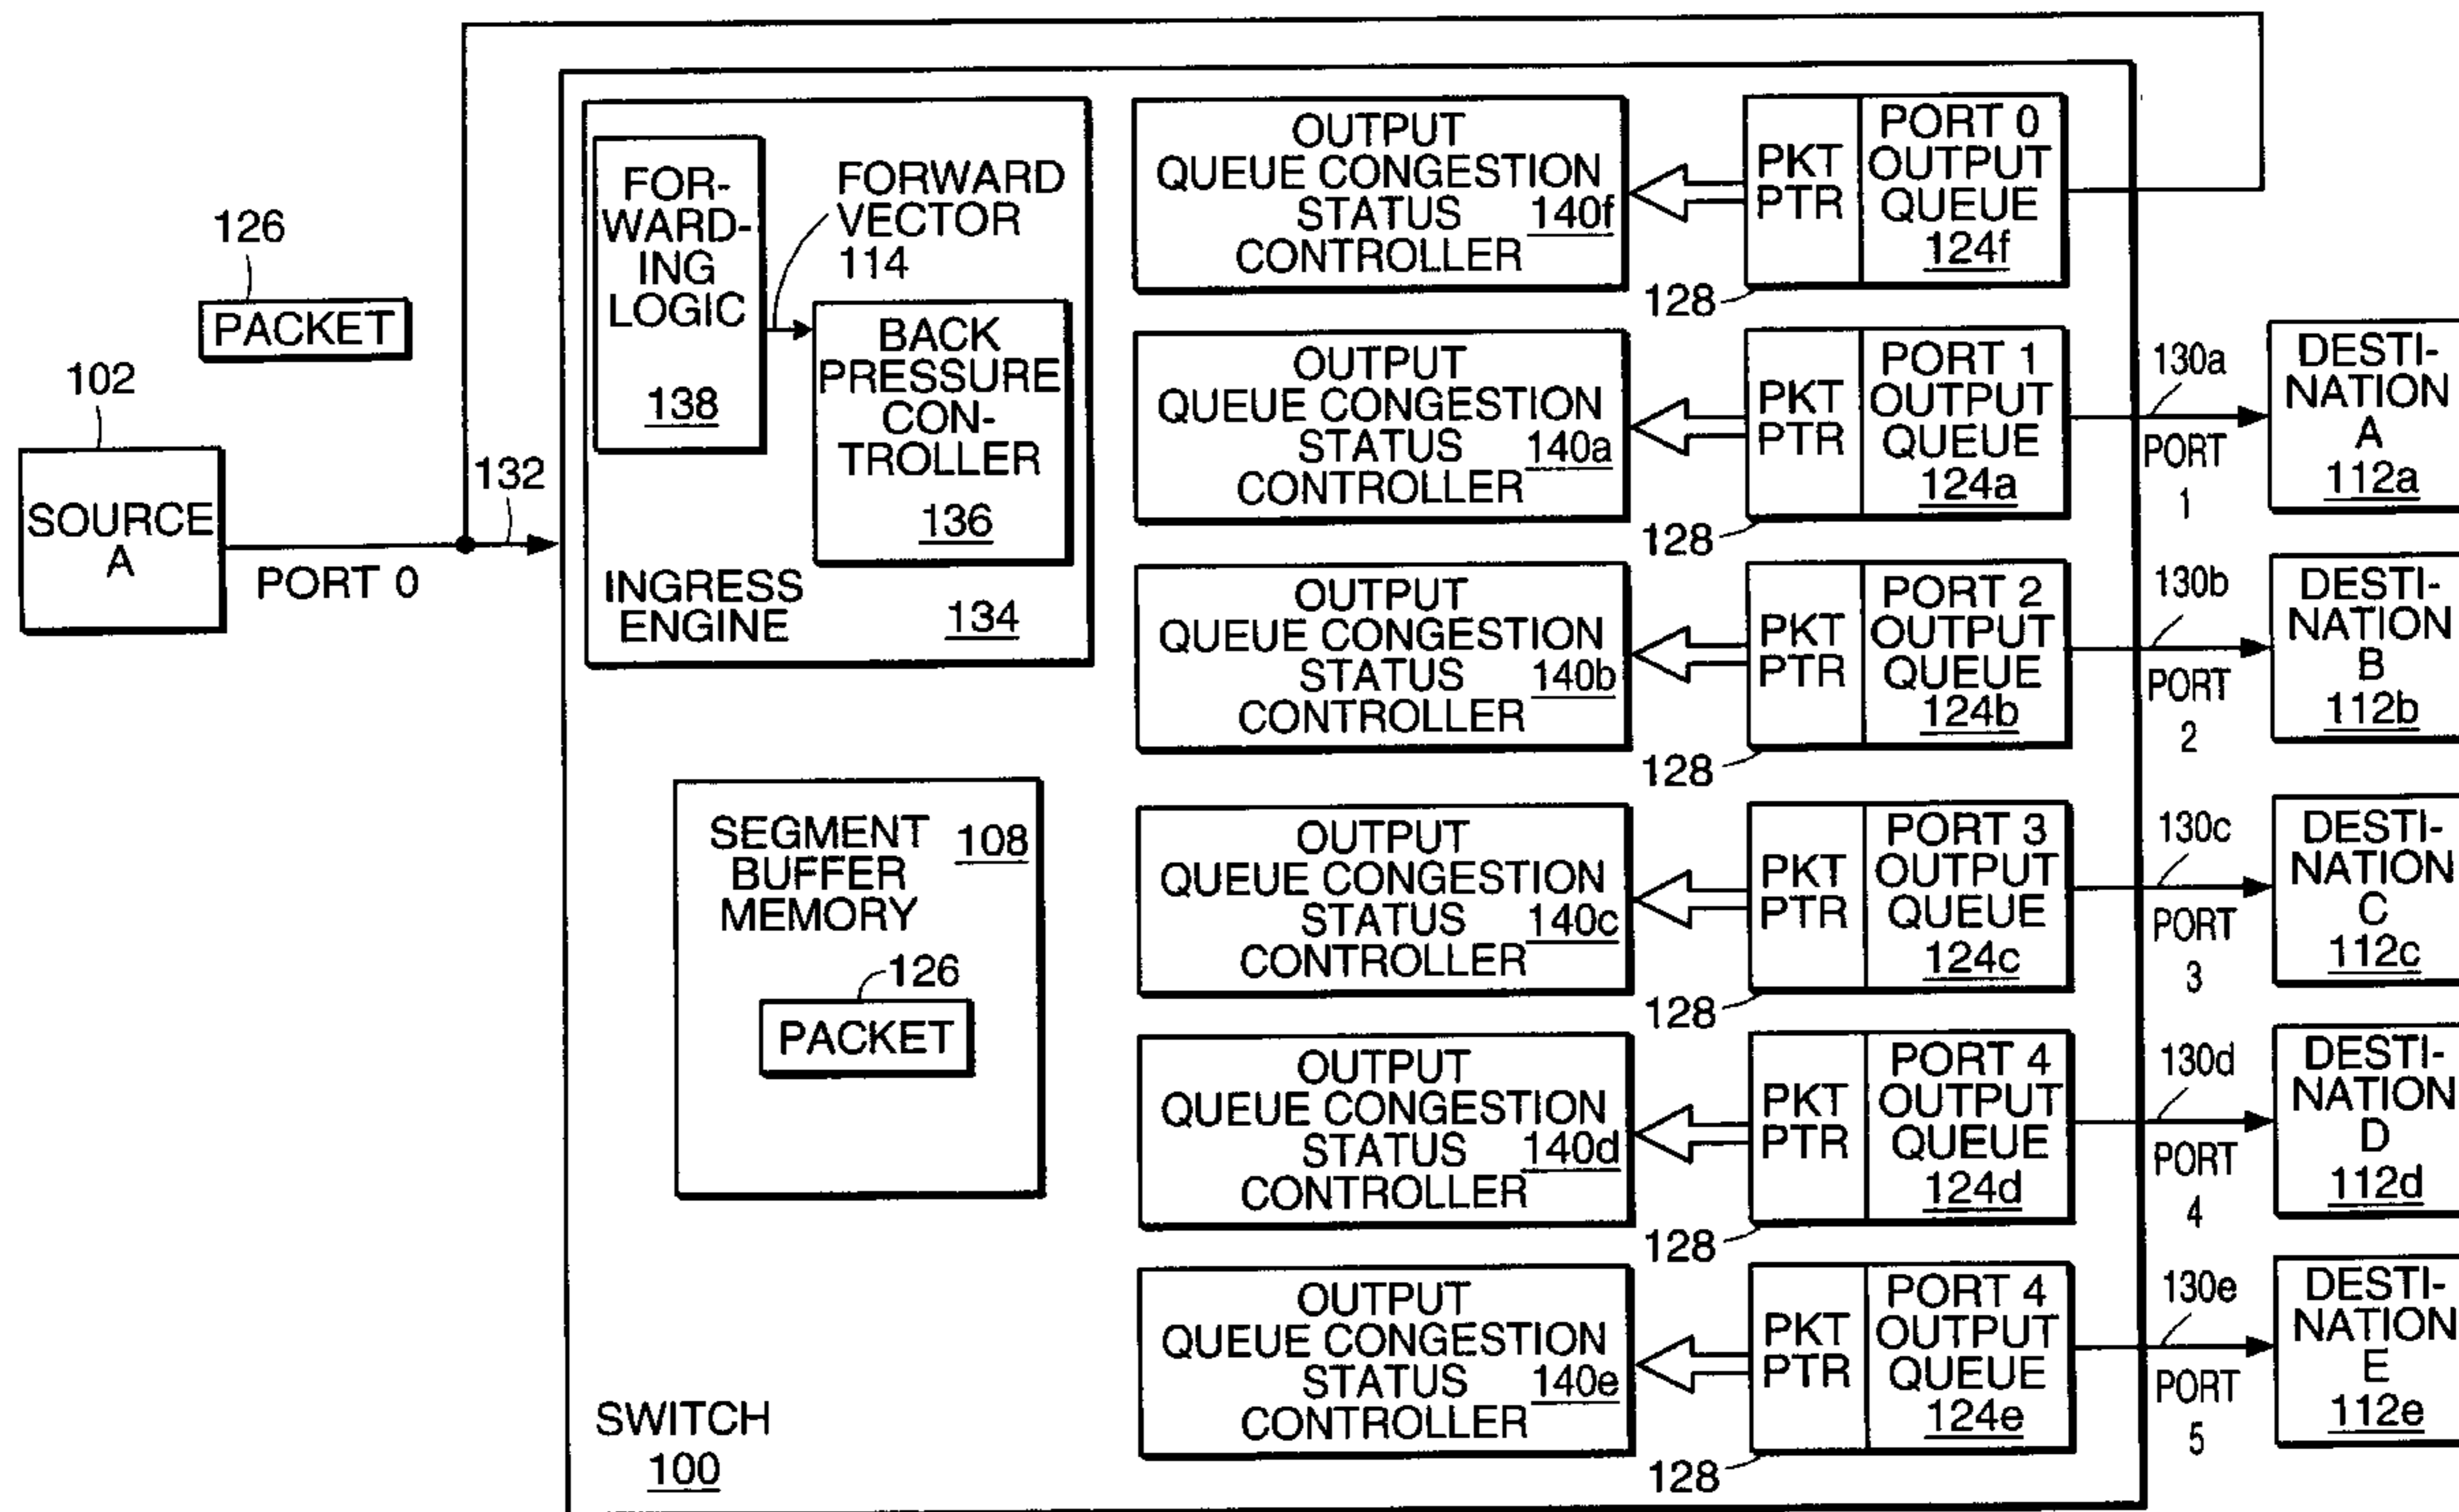 126
PACKET
102
SOURCE
A
PORT 0
132
FOR-
WARD-
ING
LOGIC
138
FORWARD
VECTOR
114
BACK
PRESSURE
CON-
TROLLER
136
INGRESS
ENGINE
134
SEGMENT
BUFFER
MEMORY
108
126
PACKET
SWITCH
100
OUTPUT
QUEUE CONGESTION
STATUS
CONTROLLER
140f
PKT
PTR
PORT 0
OUTPUT
QUEUE
124f
128
OUTPUT
QUEUE CONGESTION
STATUS
CONTROLLER
140a
PKT
PTR
PORT 1
OUTPUT
QUEUE
124a
128
130a
PORT
1
DESTI-
NATION
A
112a
OUTPUT
QUEUE CONGESTION
STATUS
CONTROLLER
140b
PKT
PTR
PORT 2
OUTPUT
QUEUE
124b
128
130b
PORT
2
DESTI-
NATION
B
112b
OUTPUT
QUEUE CONGESTION
STATUS
CONTROLLER
140c
PKT
PTR
PORT 3
OUTPUT
QUEUE
124c
128
130c
PORT
3
DESTI-
NATION
C
112c
OUTPUT
QUEUE CONGESTION
STATUS
CONTROLLER
140d
PKT
PTR
PORT 4
OUTPUT
QUEUE
124d
128
130d
PORT
4
DESTI-
NATION
D
112d
OUTPUT
QUEUE CONGESTION
STATUS
CONTROLLER
140e
PKT
PTR
PORT 4
OUTPUT
QUEUE
124e
128
130e
PORT
5
DESTI-
NATION
E
112e